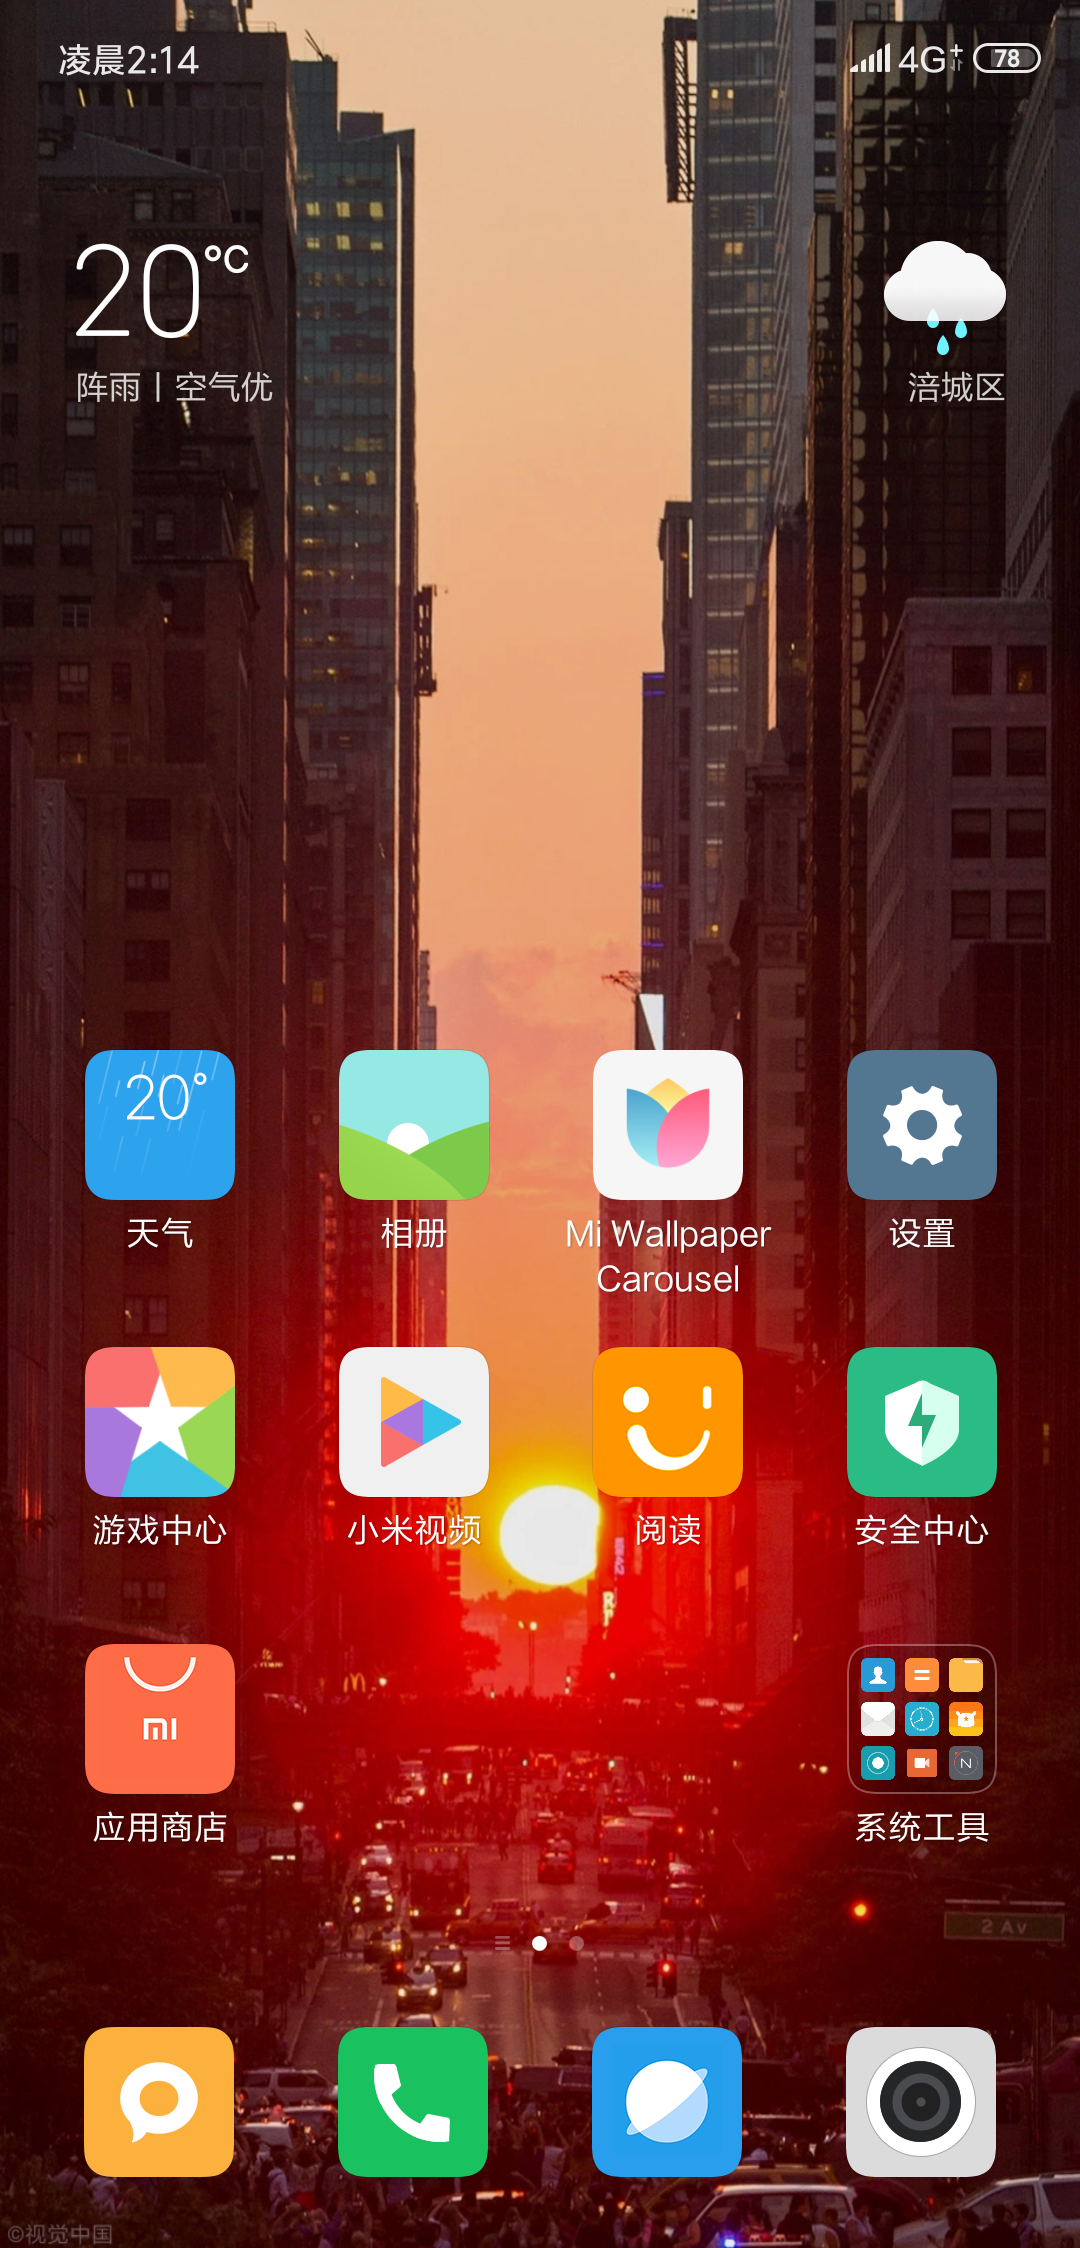 凌晨2:14
4G+ 78
20°C
阵雨 | 空气优
涪城区
20°
天气
相册
Mi Wallpaper
Carousel
设置
游戏中心
小米视频
阅读
安全中心
MI
应用商店
N
系统工具
2 Av
©视觉中国